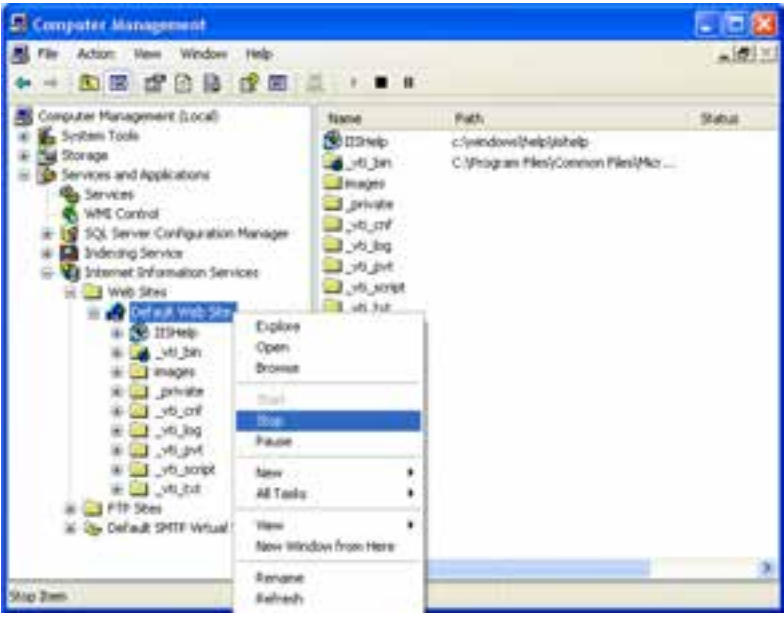 Computer Management
File Action View Window Help
Computer Management (Local)
System Tools
Storage
Services and Applications
Services
WMI Control
SQL Server Configuration Manager
Indexing Service
Internet Information Services
Web Sites
Default Web Site
IISHelp
_vti_bin
images
_private
_vti_cnf
_vti_log
_vti_pvt
_vti_script
_vti_txt
FTP Sites
Default SMTP Virtual
Name Path Status
IISHelp c:\windows\help\iishelp
_vti_bin C:\Program Files\Common Files\Micr...
images
_private
_vti_cnf
_vti_log
_vti_pvt
_vti_script
_vti_txt
Explore
Open
Browse
Start
Stop
Pause
New
All Tasks
View
New Window from Here
Rename
Refresh
Stop Item